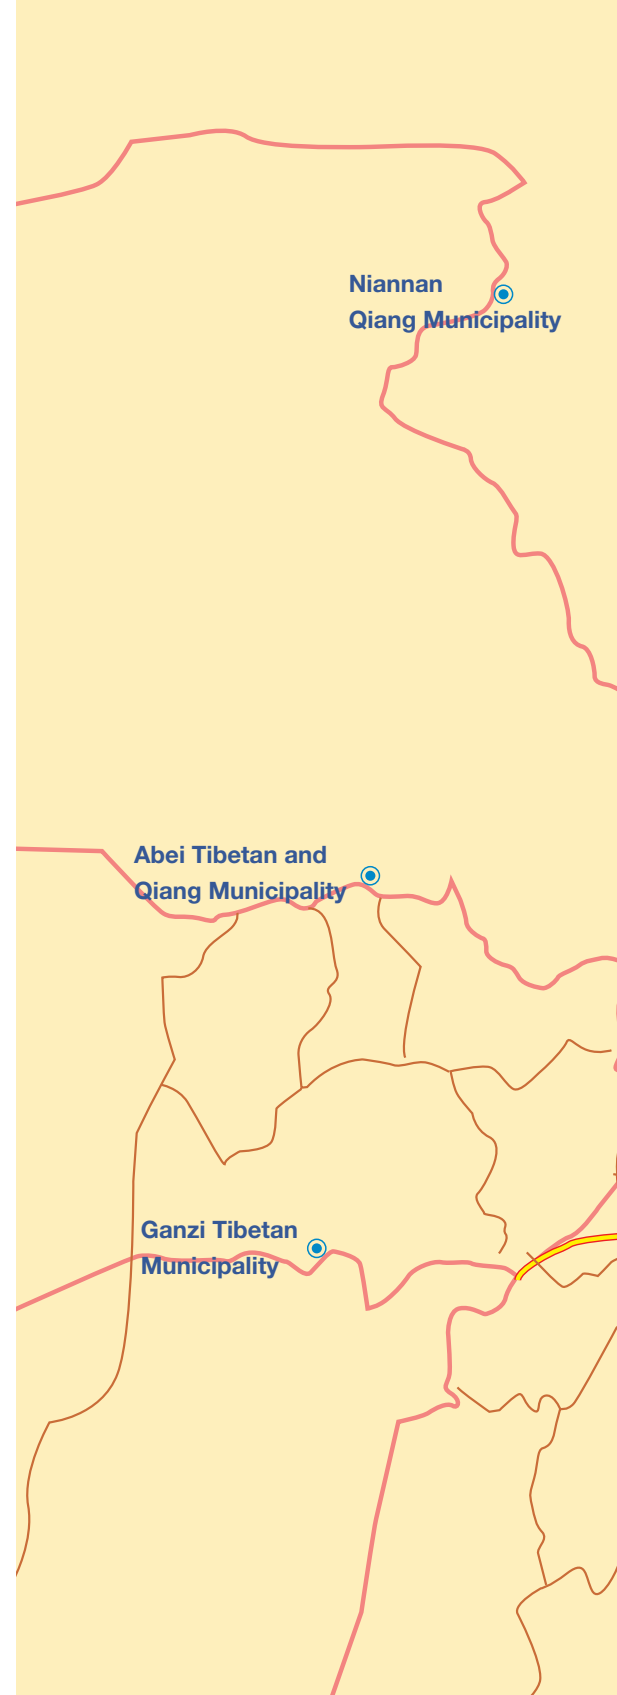 Niannan
Qiang Municipality
Abei Tibetan and
Qiang Municipality
Ganzi Tibetan
Municipality